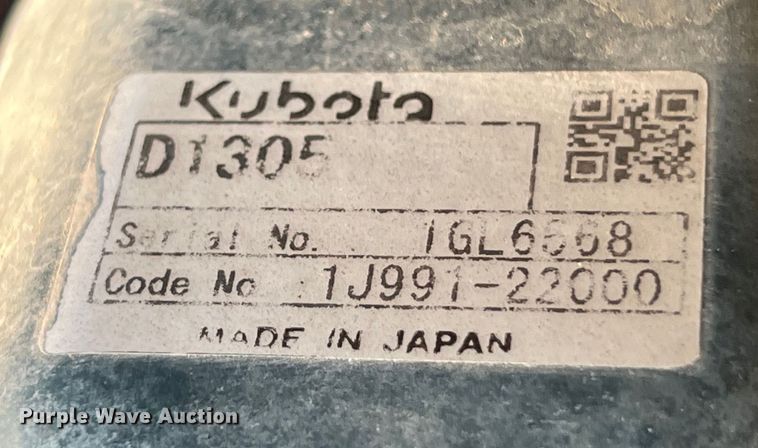 Kubota
D1305
Serial No. 1GL6668
Code No. 1J991-22000
MADE IN JAPAN
Purple Wave Auction